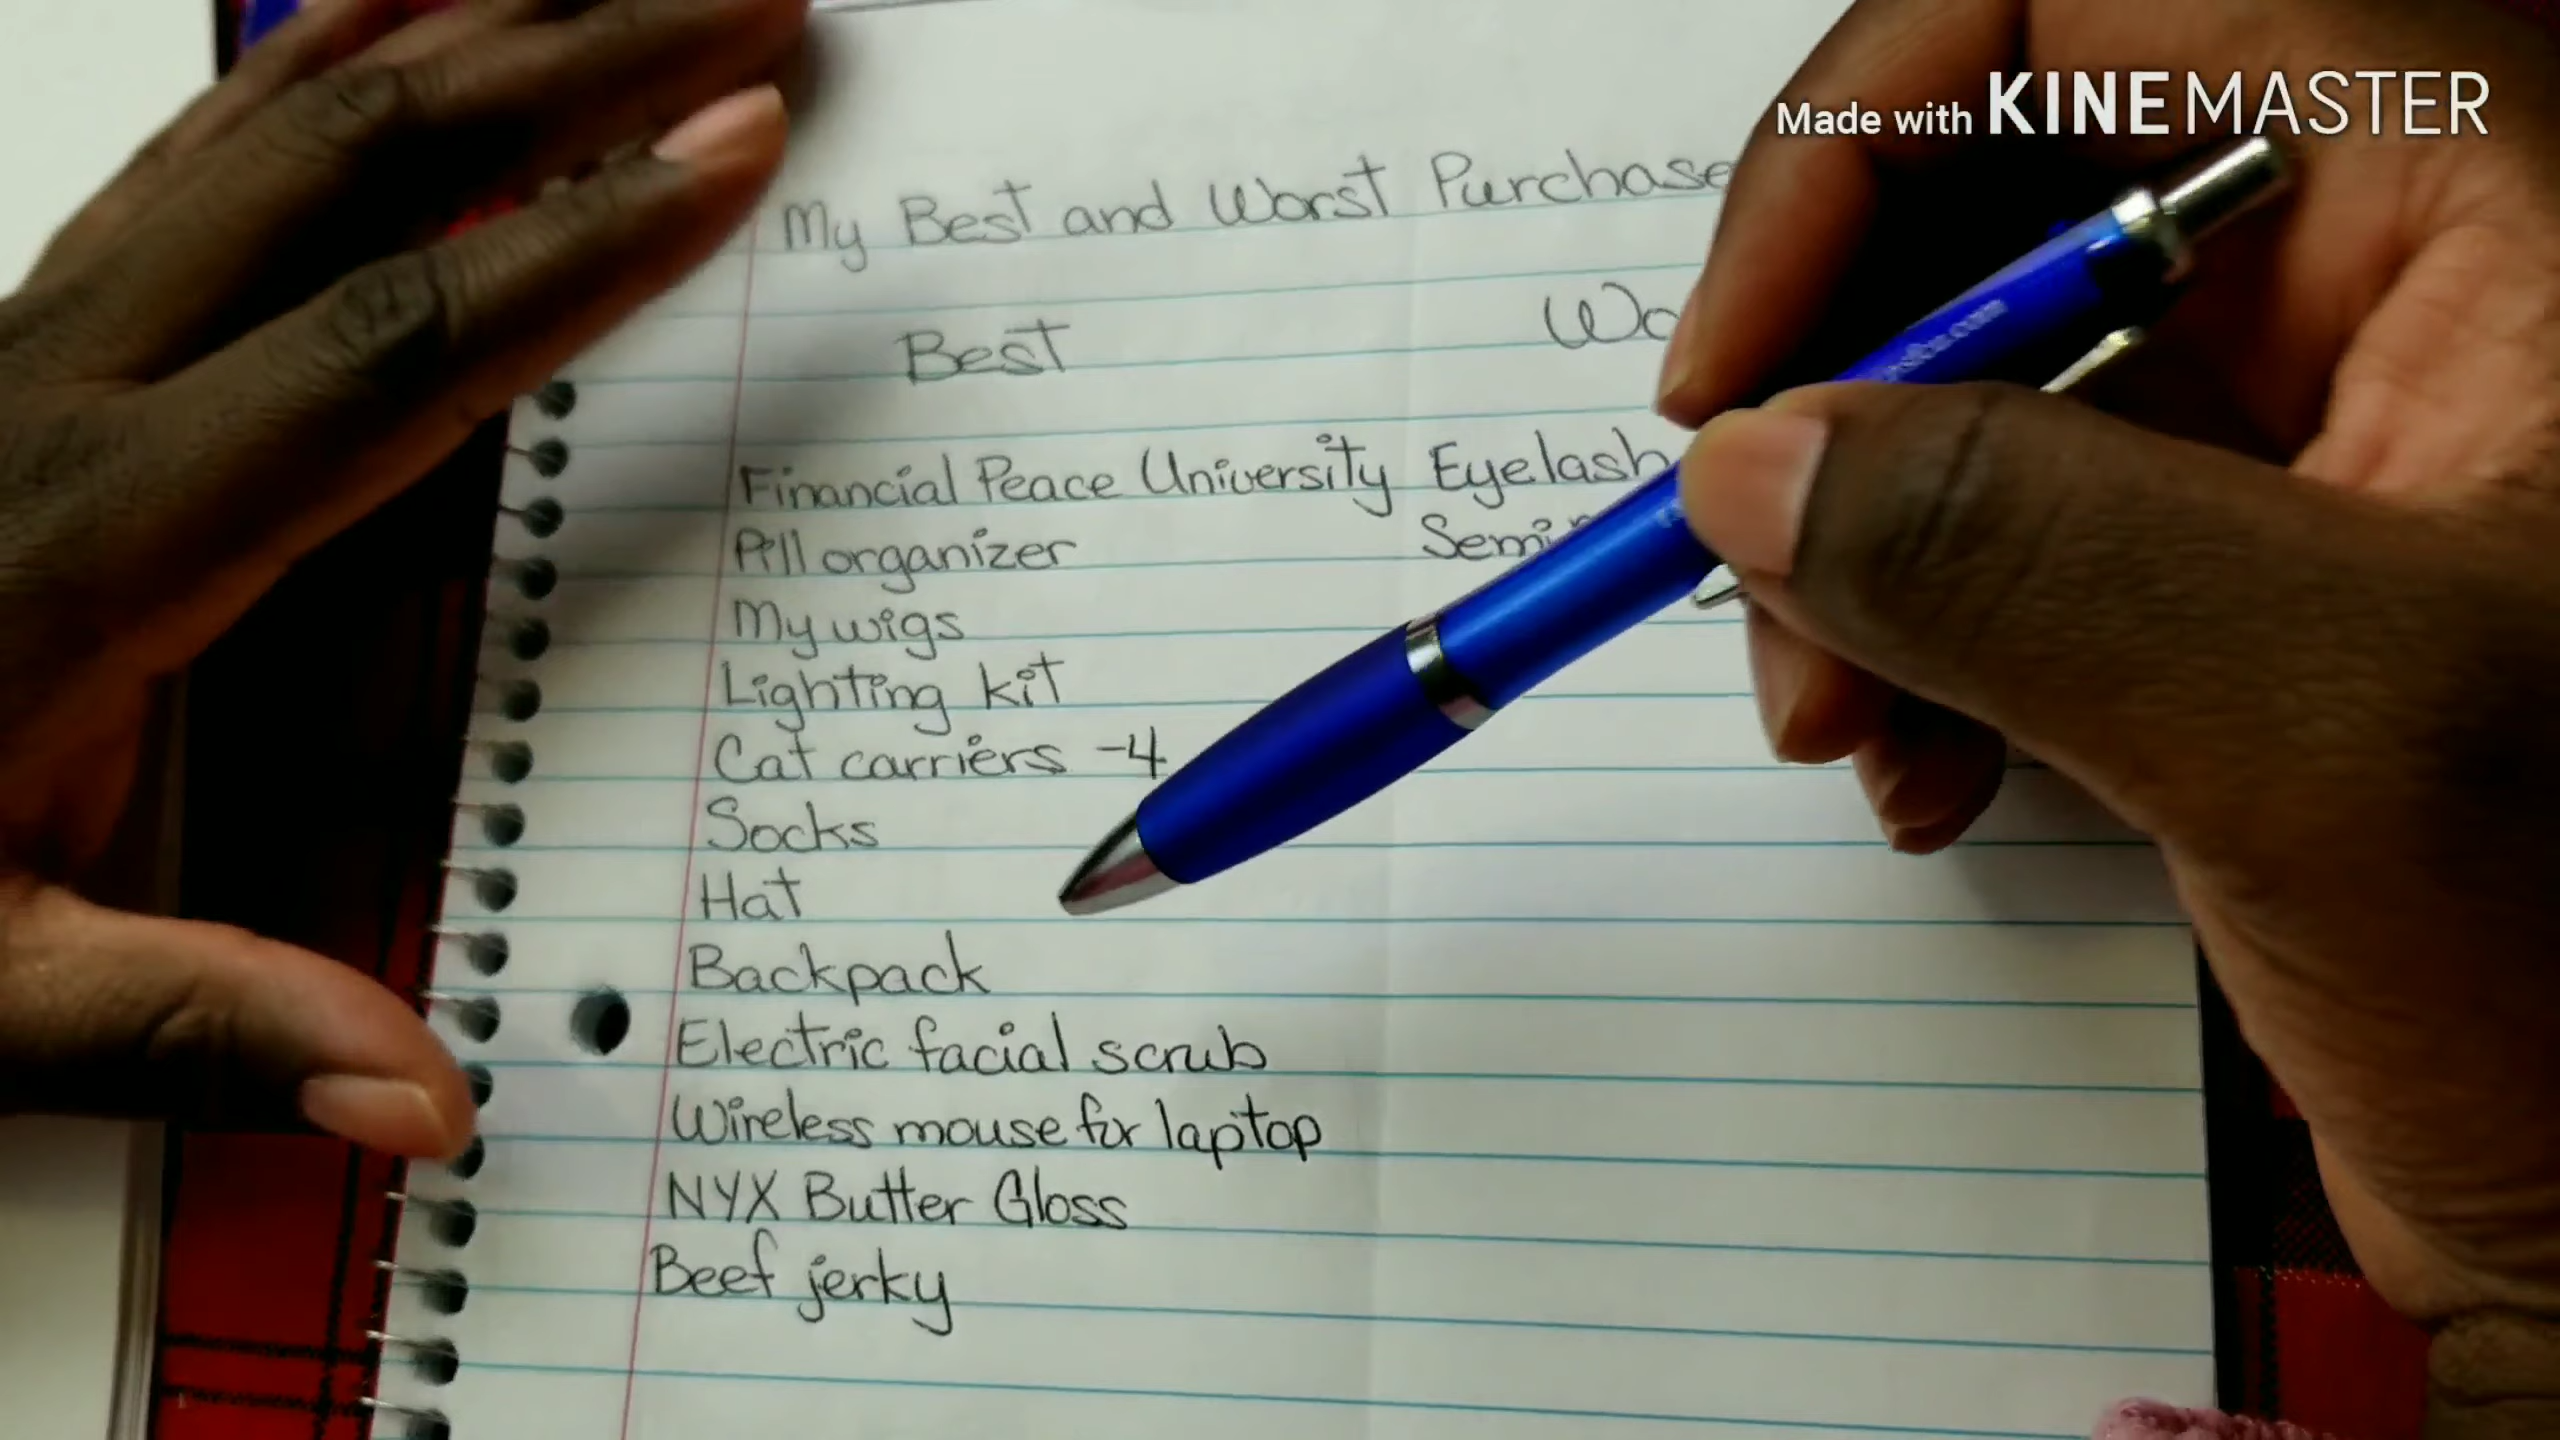 Made with KINEMASTER
My Best and Worst Purchase
Best
Financial Peace University Eyelash
Pill organizer
My wigs
Lighting kit
Cat carriers -4
Socks
Hat
Backpack
Electric facial scrub
Wireless mouse for laptop
NYX Butter Gloss
Beef jerky